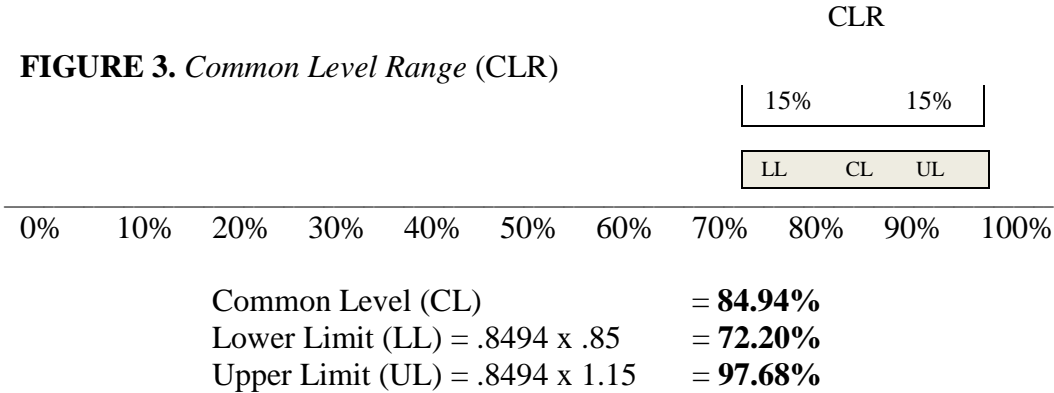 CLR
FIGURE 3. Common Level Range (CLR)
15% 15%
LL CL UL
0% 10% 20% 30% 40% 50% 60% 70% 80% 90% 100%
Common Level (CL) = 84.94%
Lower Limit (LL) = .8494 x .85 = 72.20%
Upper Limit (UL) = .8494 x 1.15 = 97.68%